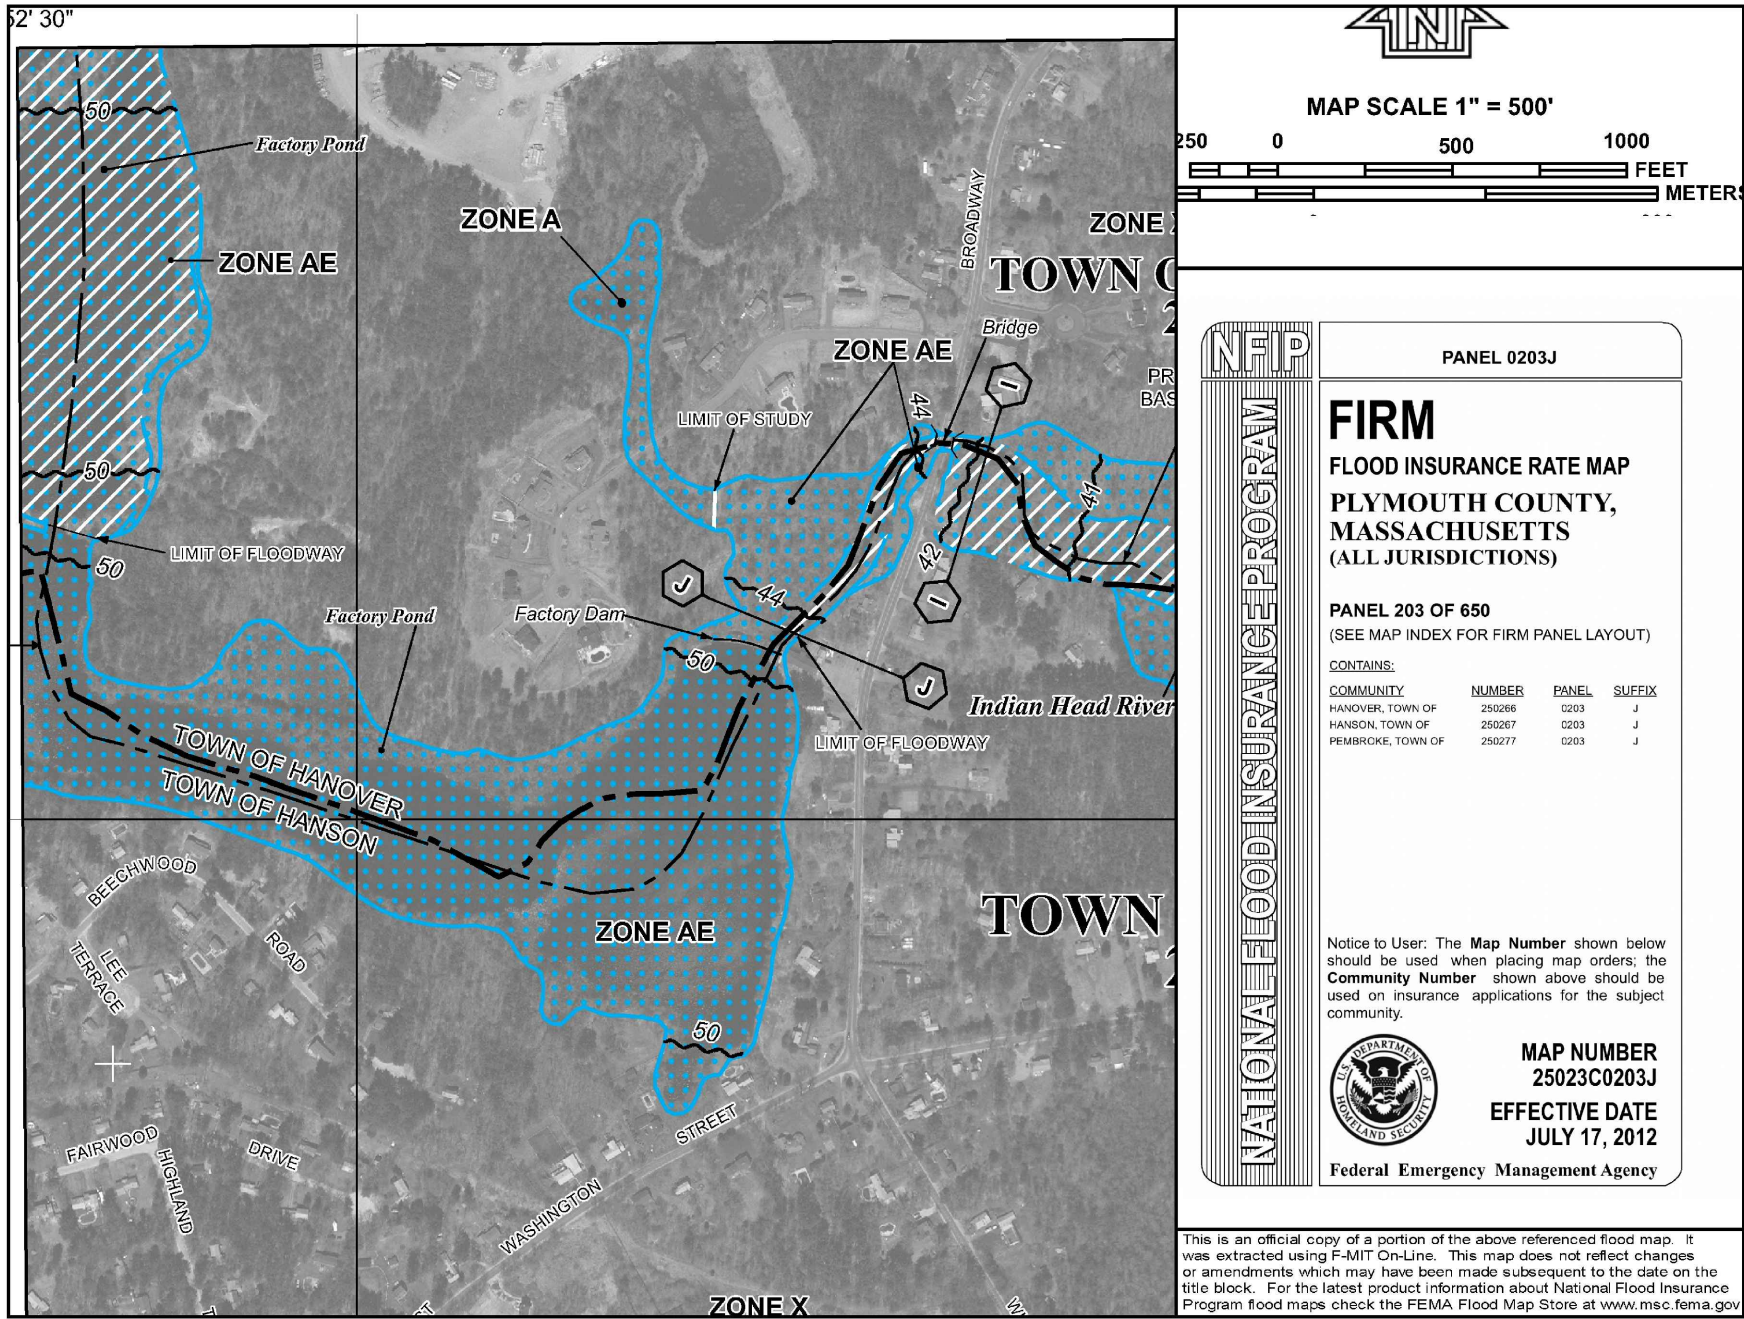 52' 30"
50
Factory Pond
ZONE A
ZONE AE
BROADWAY
ZONE X
TOWN O
Bridge
ZONE AE
I
PR
BAS
44
LIMIT OF STUDY
50
41
LIMIT OF FLOODWAY
50
42
J
44
I
Factory Pond
Factory Dam
50
J
Indian Head River
LIMIT OF FLOODWAY
TOWN OF HANOVER
TOWN OF HANSON
BEECHWOOD
ROAD
LEE
TERRACE
ZONE AE
TOWN
50
STREET
FAIRWOOD
DRIVE
HIGHLAND
WASHINGTON
ZONE X
MAP SCALE 1" = 500'
250 0 500 1000
FEET
METERS
NFIP
PANEL 0203J
NATIONAL FLOOD INSURANCE PROGRAM
FIRM
FLOOD INSURANCE RATE MAP
PLYMOUTH COUNTY,
MASSACHUSETTS
(ALL JURISDICTIONS)
PANEL 203 OF 650
(SEE MAP INDEX FOR FIRM PANEL LAYOUT)
CONTAINS:
COMMUNITY NUMBER PANEL SUFFIX
HANOVER, TOWN OF 250266 0203 J
HANSON, TOWN OF 250267 0203 J
PEMBROKE, TOWN OF 250277 0203 J
Notice to User: The Map Number shown below
should be used when placing map orders; the
Community Number shown above should be
used on insurance applications for the subject
community.
U.S. DEPARTMENT OF
HOMELAND SECURITY
MAP NUMBER
25023C0203J
EFFECTIVE DATE
JULY 17, 2012
Federal Emergency Management Agency
This is an official copy of a portion of the above referenced flood map. It
was extracted using F-MIT On-Line. This map does not reflect changes
or amendments which may have been made subsequent to the date on the
title block. For the latest product information about National Flood Insurance
Program flood maps check the FEMA Flood Map Store at www.msc.fema.gov